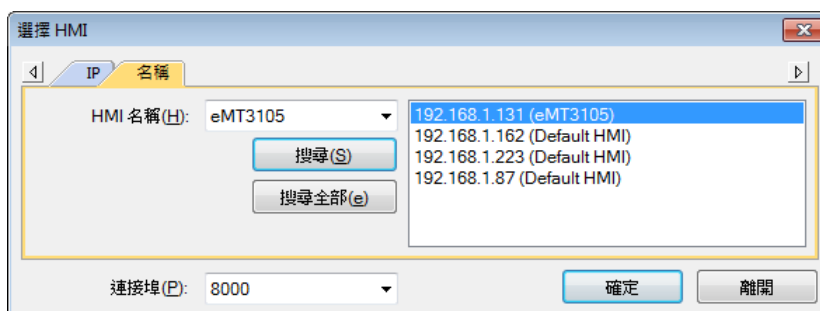 選擇 HMI
IP 名稱
HMI 名稱(H): eMT3105
搜尋(S)
搜尋全部(e)
192.168.1.131 (eMT3105)
192.168.1.162 (Default HMI)
192.168.1.223 (Default HMI)
192.168.1.87 (Default HMI)
連接埠(P): 8000
確定 離開